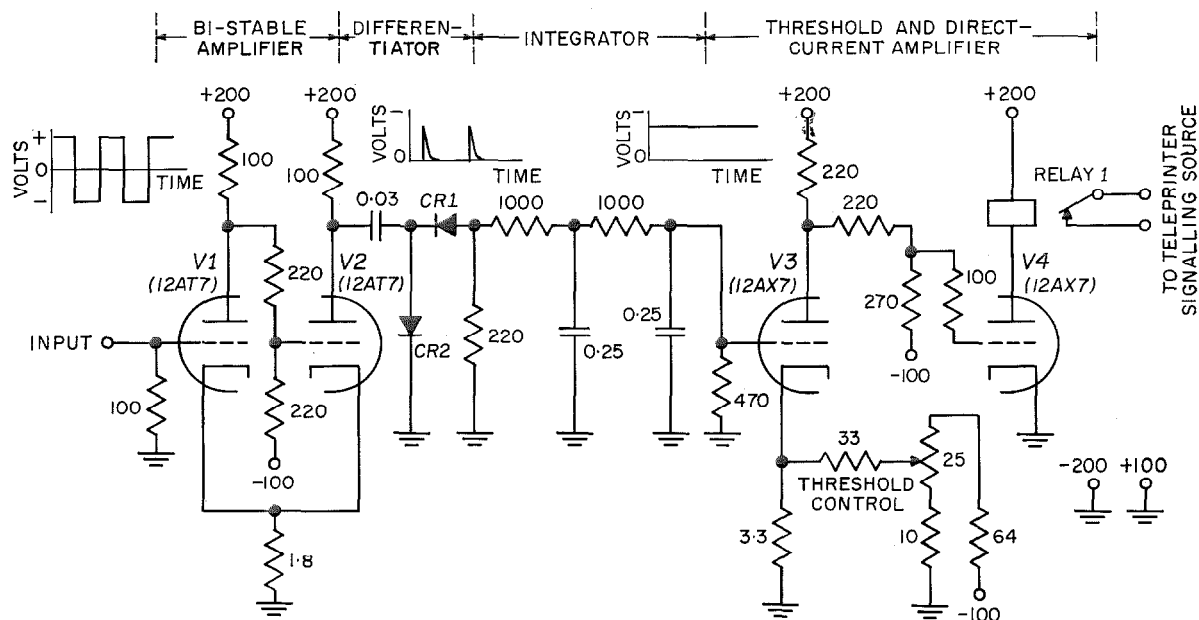 BI-STABLE
AMPLIFIER
DIFFEREN-
TIATOR
INTEGRATOR
THRESHOLD AND DIRECT-
CURRENT AMPLIFIER
+200
+200
+200
+200
VOLTS
+
0
-
TIME
100
100
VOLTS
1
0
TIME
VOLTS
1
0
TIME
220
RELAY 1
TO TELEPRINTER
SIGNALLING SOURCE
0.03
CR1
1000
1000
220
V1
(12AT7)
220
V2
(12AT7)
V3
(12AX7)
270
100
V4
(12AX7)
INPUT
CR2
220
0.25
0.25
-100
100
220
470
-100
33
25
THRESHOLD
CONTROL
-200
+100
1.8
3.3
10
64
-100